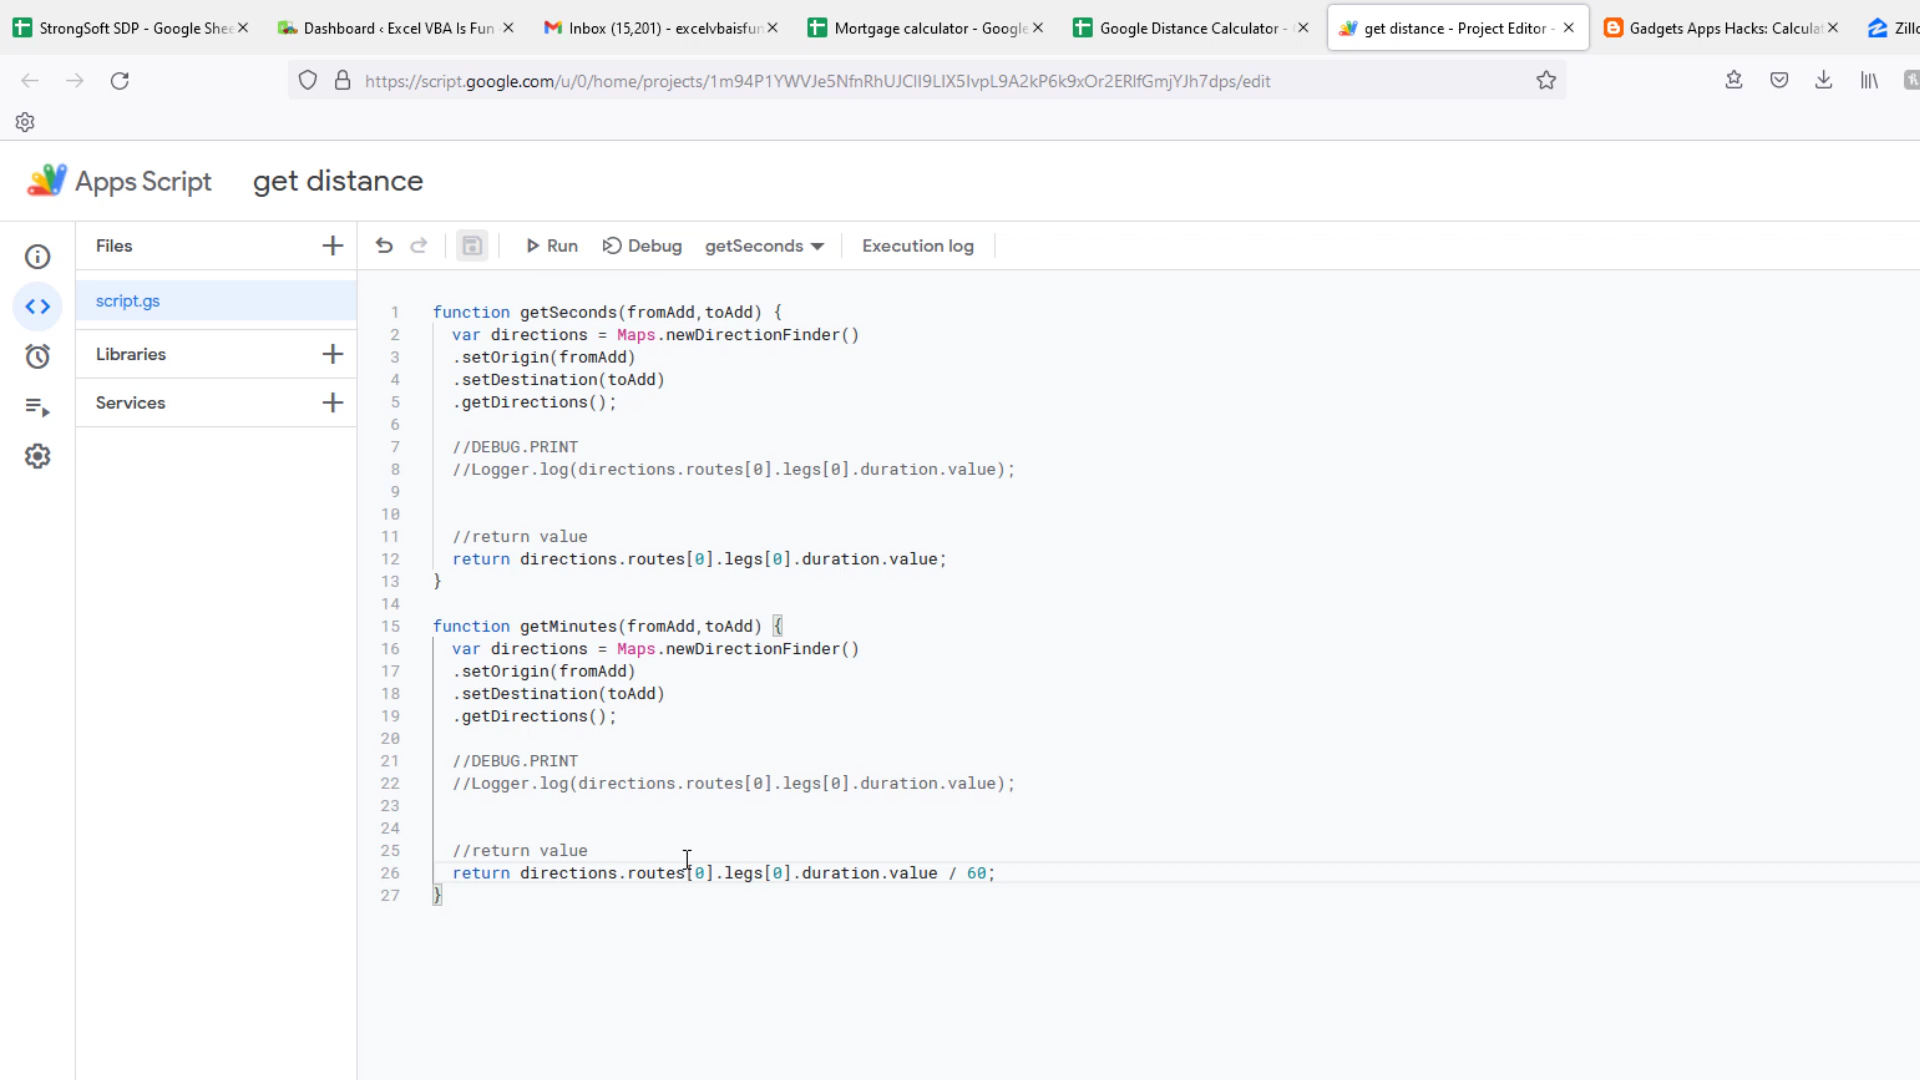 StrongSoft SDP - Google Shee
Dashboard ‹ Excel VBA Is Fun
Inbox (15,201) - excelvbaisfun
Mortgage calculator - Google
Google Distance Calculator -
get distance - Project Editor -
Gadgets Apps Hacks: Calcula
Zillo
https://script.google.com/u/0/home/projects/1m94P1YWVJe5NfnRhUJCII9LIX5IvpL9A2kP6k9xOr2ERlfGmjYJh7dps/edit
Apps Script
get distance
Files
Run
Debug
getSeconds
Execution log
script.gs
Libraries
Services
1 function getSeconds(fromAdd,toAdd) {
2 var directions = Maps.newDirectionFinder()
3 .setOrigin(fromAdd)
4 .setDestination(toAdd)
5 .getDirections();
6
7 //DEBUG.PRINT
8 //Logger.log(directions.routes[0].legs[0].duration.value);
9
10
11 //return value
12 return directions.routes[0].legs[0].duration.value;
13 }
14
15 function getMinutes(fromAdd,toAdd) {
16 var directions = Maps.newDirectionFinder()
17 .setOrigin(fromAdd)
18 .setDestination(toAdd)
19 .getDirections();
20
21 //DEBUG.PRINT
22 //Logger.log(directions.routes[0].legs[0].duration.value);
23
24
25 //return value
26 return directions.routes[0].legs[0].duration.value / 60;
27 }